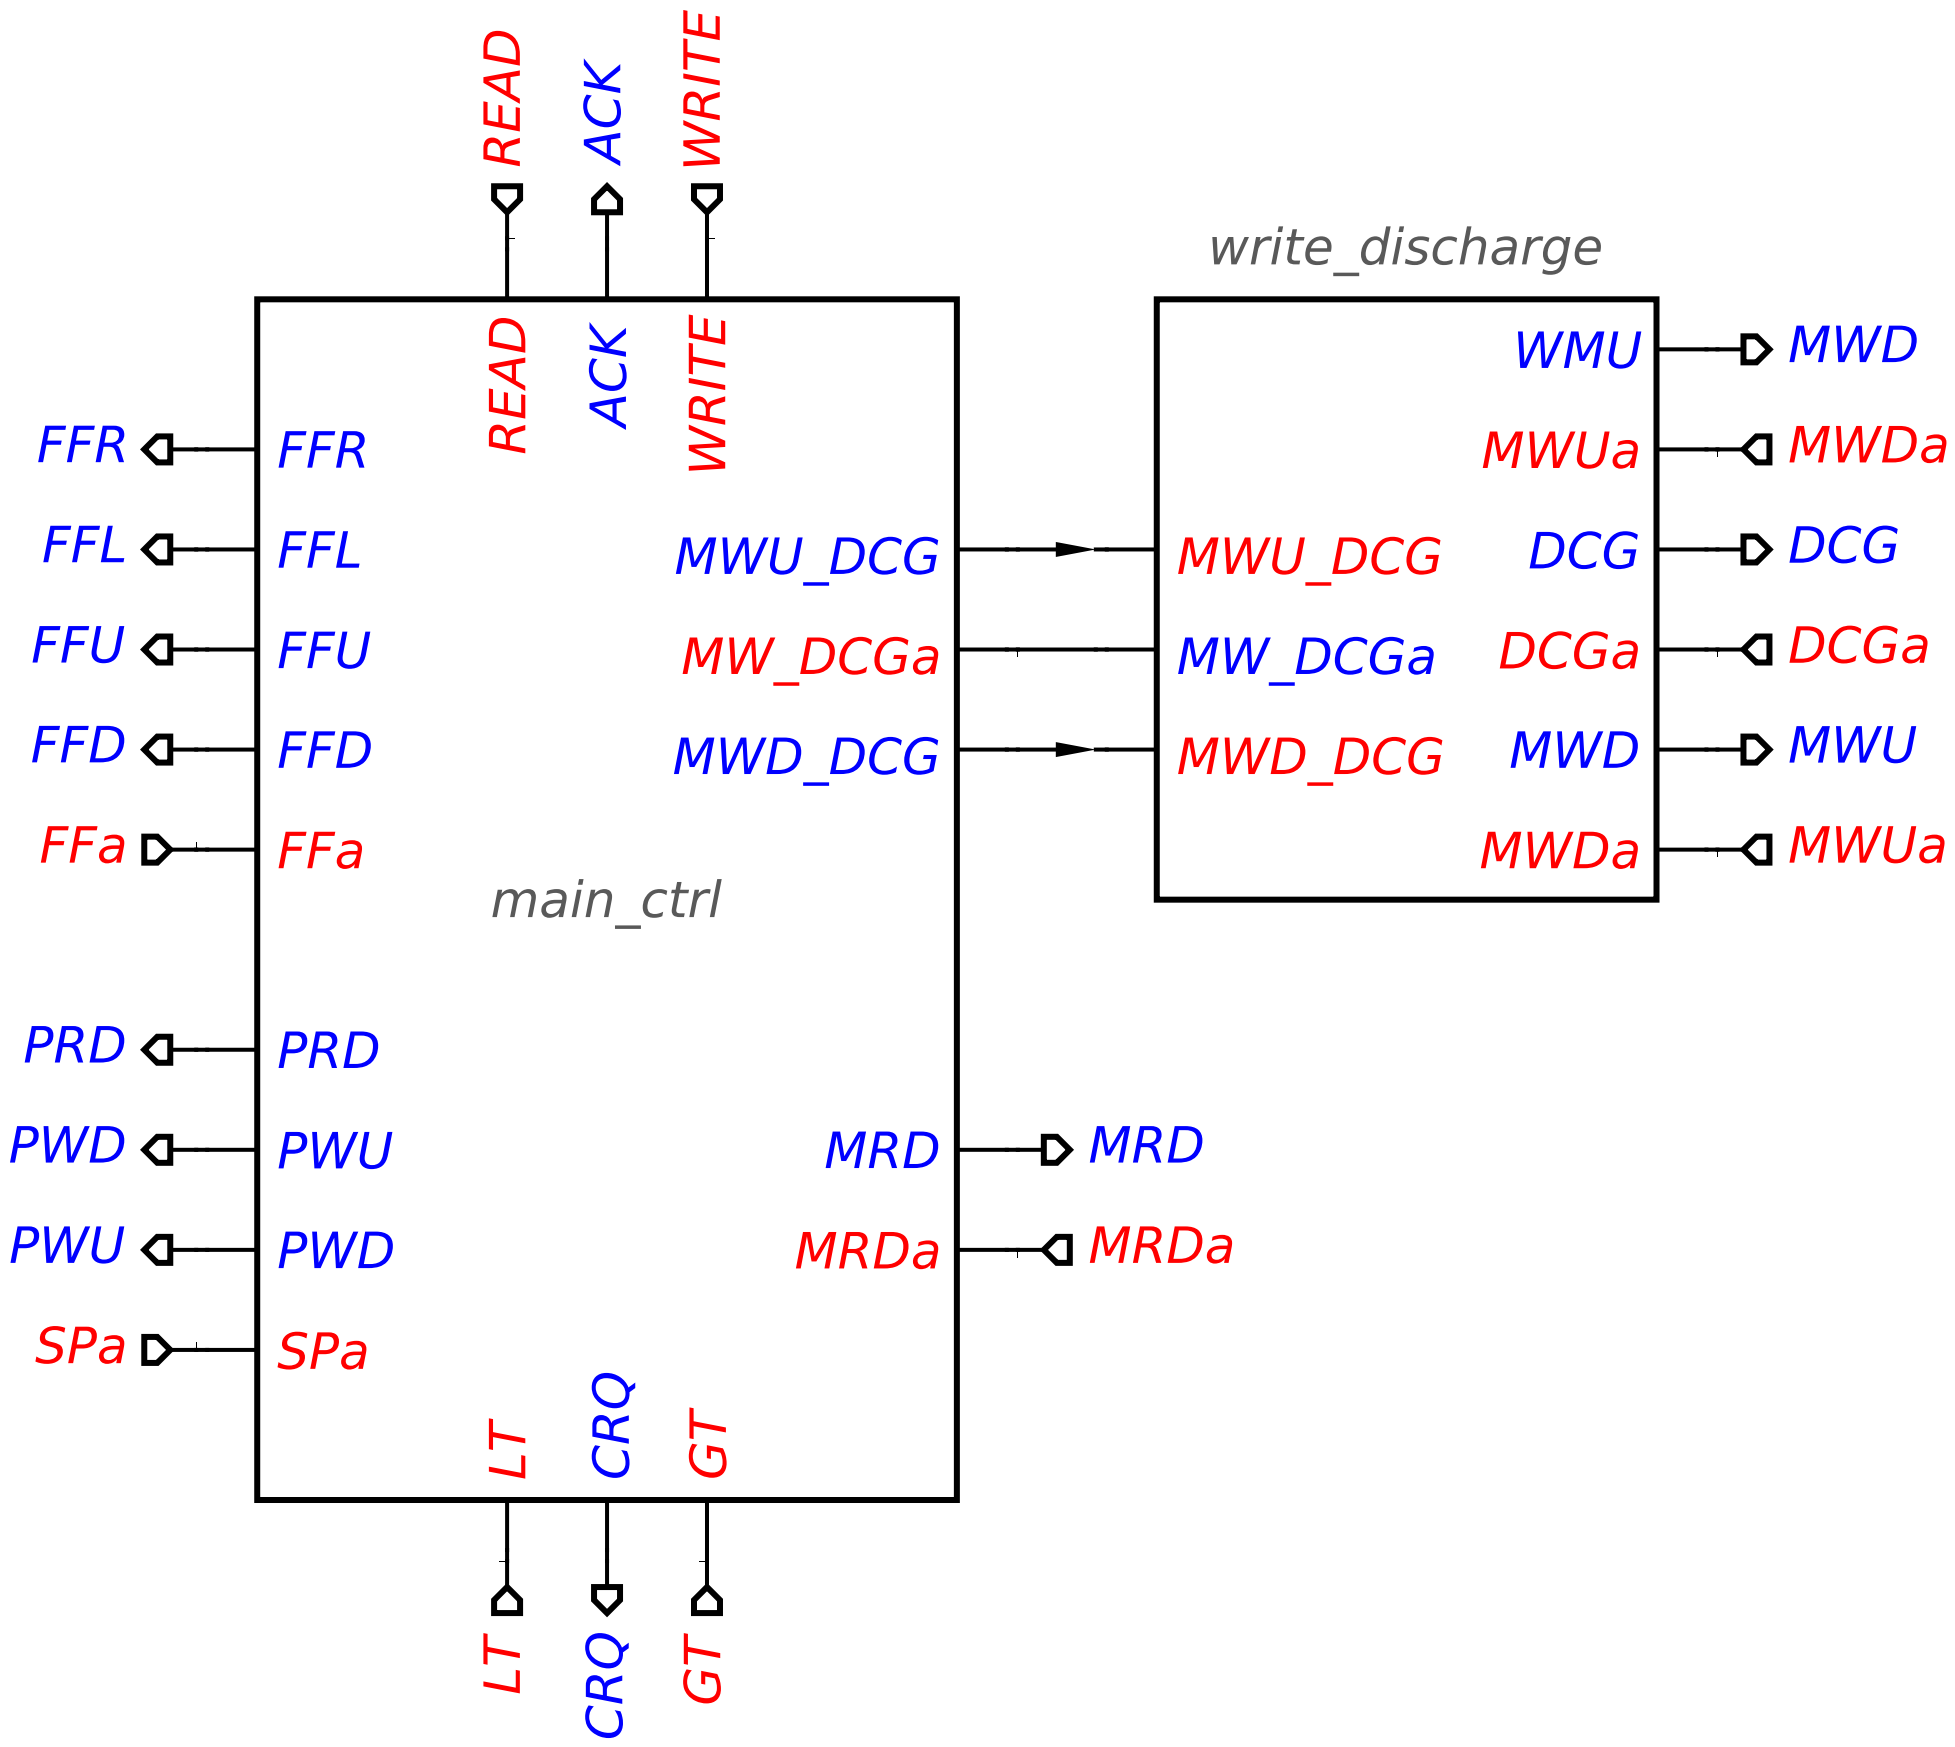 READ
ACK
WRITE
write_discharge
READ
ACK
WRITE
WMU
MWD
FFR
FFR
MWUa
MWDa
FFL
FFL
MWU_DCG
MWU_DCG
DCG
DCG
FFU
FFU
MW_DCGa
MW_DCGa
DCGa
DCGa
FFD
FFD
MWD_DCG
MWD_DCG
MWD
MWU
FFa
FFa
MWDa
MWUa
main_ctrl
PRD
PRD
PWD
PWU
MRD
MRD
PWU
PWD
MRDa
MRDa
SPa
SPa
LT
CRQ
GT
LT
CRQ
GT